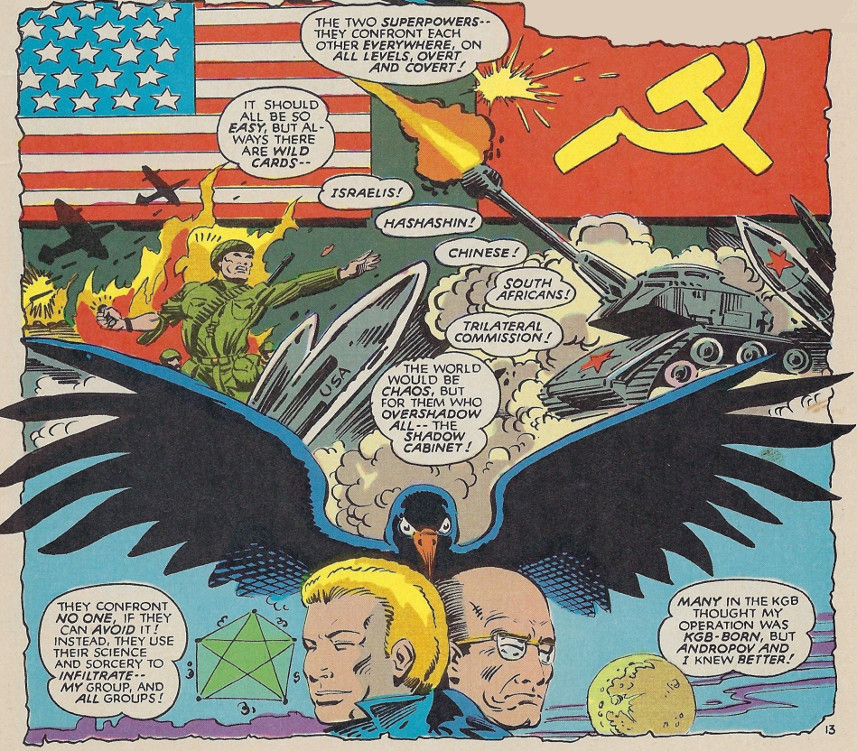 THE TWO SUPERPOWERS--
THEY CONFRONT EACH
OTHER EVERYWHERE, ON
ALL LEVELS, OVERT
AND COVERT!
IT SHOULD
ALL BE SO
EASY, BUT AL-
WAYS THERE
ARE WILD
CARDS--
ISRAELIS!
HASHASHIN!
CHINESE!
SOUTH
AFRICANS!
TRILATERAL
COMMISSION!
USA
THE WORLD
WOULD BE
CHAOS, BUT
FOR THEM WHO
OVERSHADOW
ALL-- THE
SHADOW
CABINET!
THEY CONFRONT
NO ONE, IF THEY
CAN AVOID IT!
INSTEAD, THEY USE
THEIR SCIENCE
AND SORCERY TO
INFILTRATE--
MY GROUP, AND
ALL GROUPS!
MANY IN THE KGB
THOUGHT MY
OPERATION WAS
KGB-BORN, BUT
ANDROPOV AND
I KNEW BETTER!
13